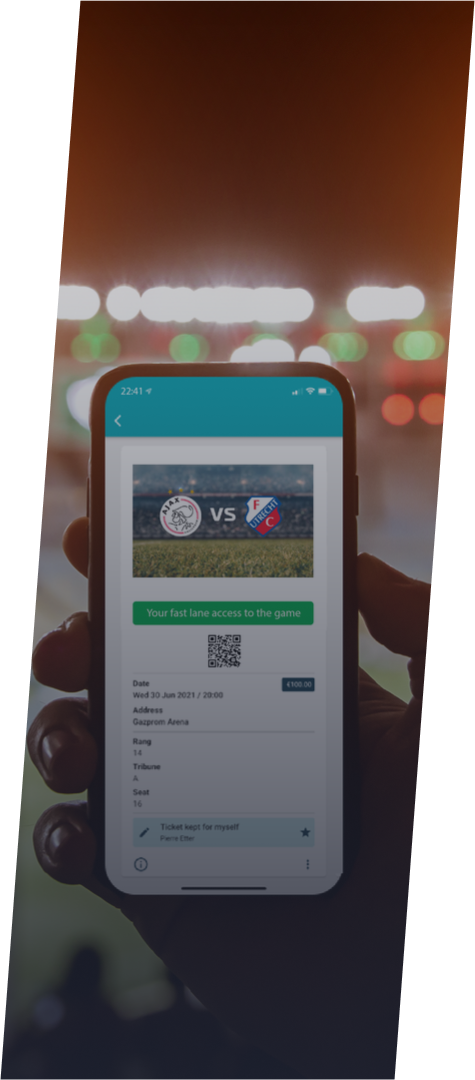 22:41
AJAX VS FC UTRECHT
Your fast lane access to the game
Date
€100.00
Wed 30 Jun 2021 / 20:00
Address
Gazprom Arena
Rang
14
Tribune
A
Seat
16
Ticket kept for myself
Pierre Etter